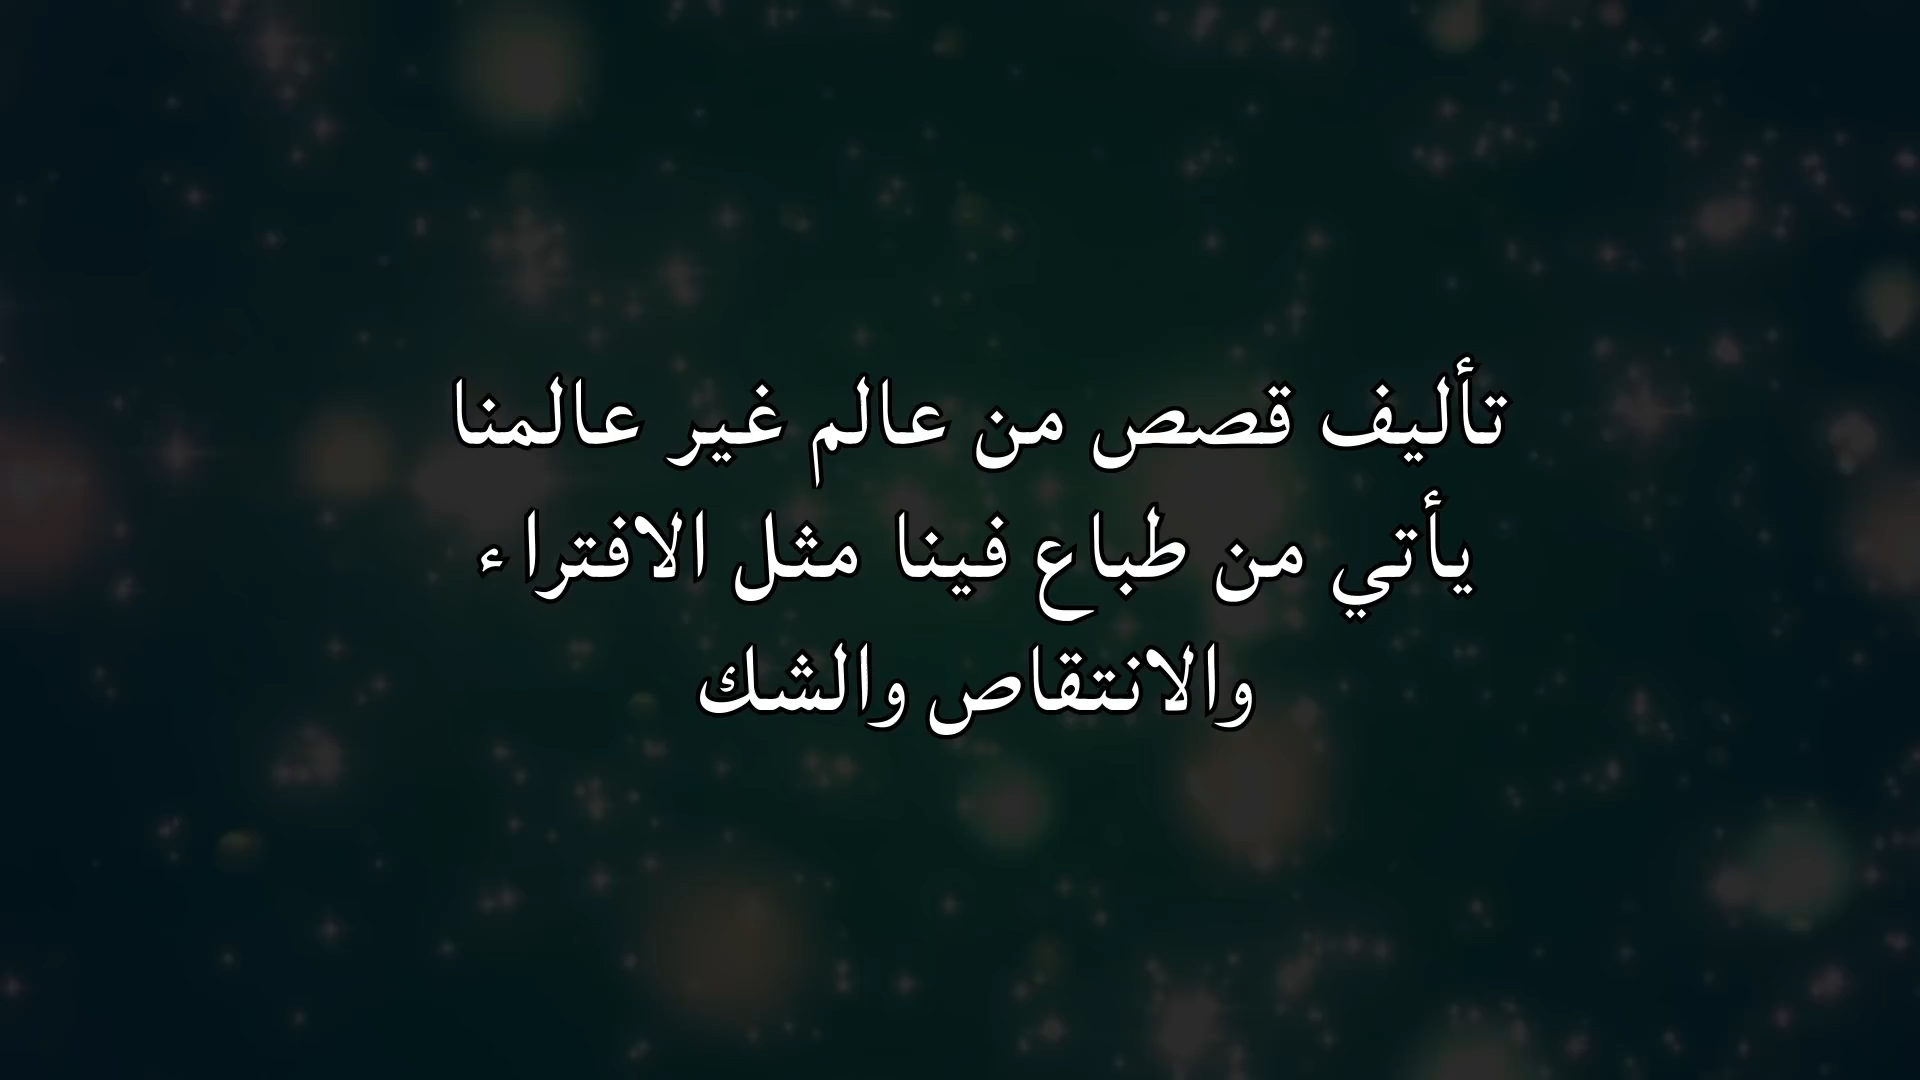 تأليف قصص من عالم غير عالمنا
يأتي من طباع فينا مثل الافتراء
والانتقاص والشك